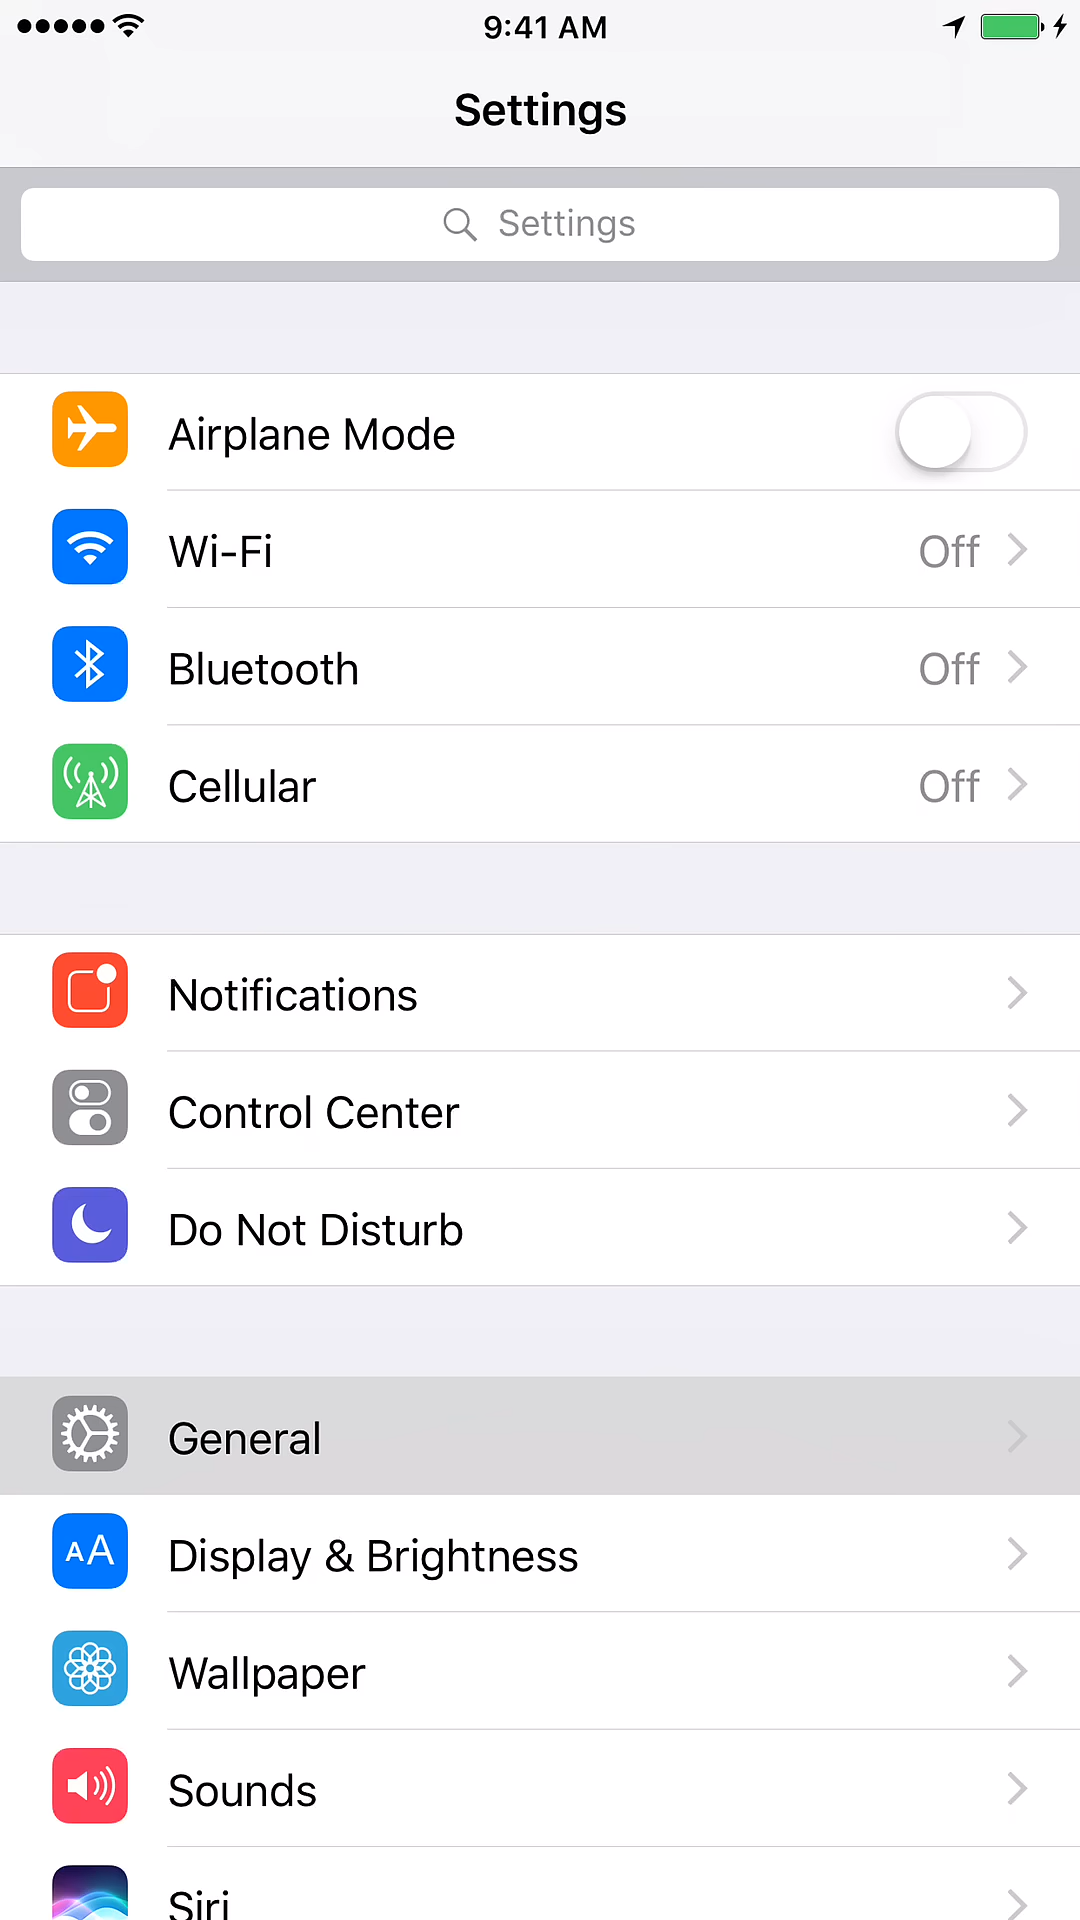 9:41 AM
Settings
Settings
Airplane Mode
Wi-Fi Off
Bluetooth Off
Cellular Off
Notifications
Control Center
Do Not Disturb
General
AA Display & Brightness
Wallpaper
Sounds
Siri